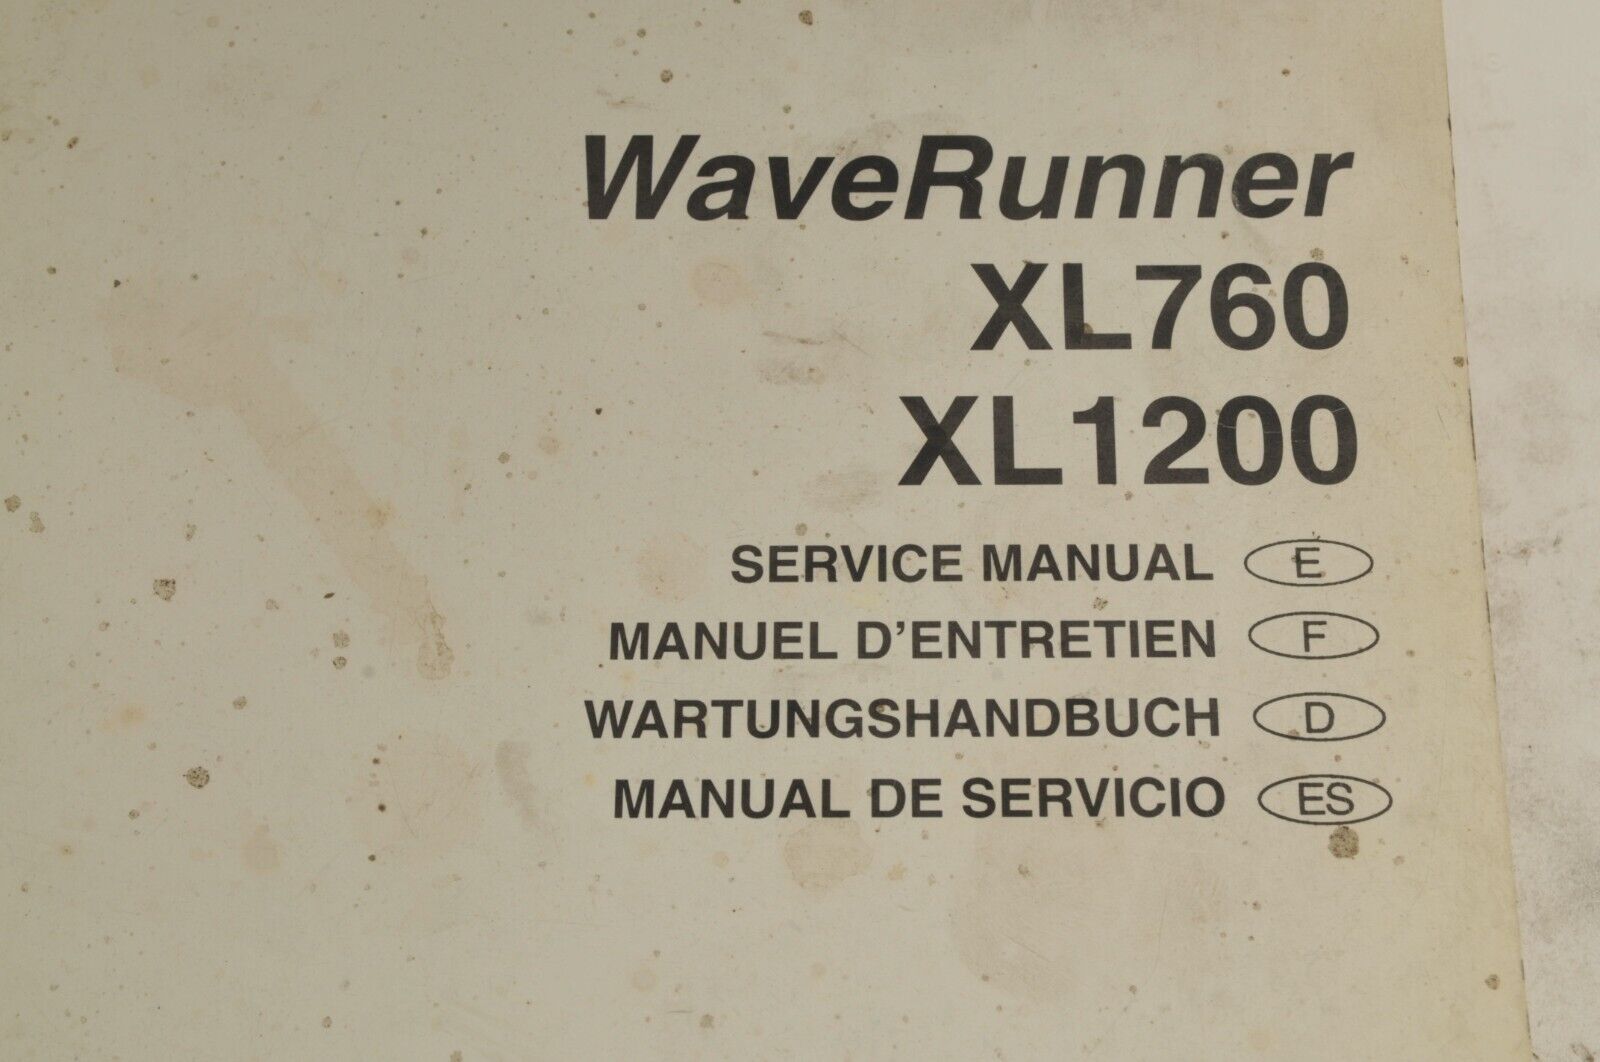 WaveRunner
XL760
XL1200
SERVICE MANUAL E
MANUEL D'ENTRETIEN F
WARTUNGSHANDBUCH D
MANUAL DE SERVICIO ES